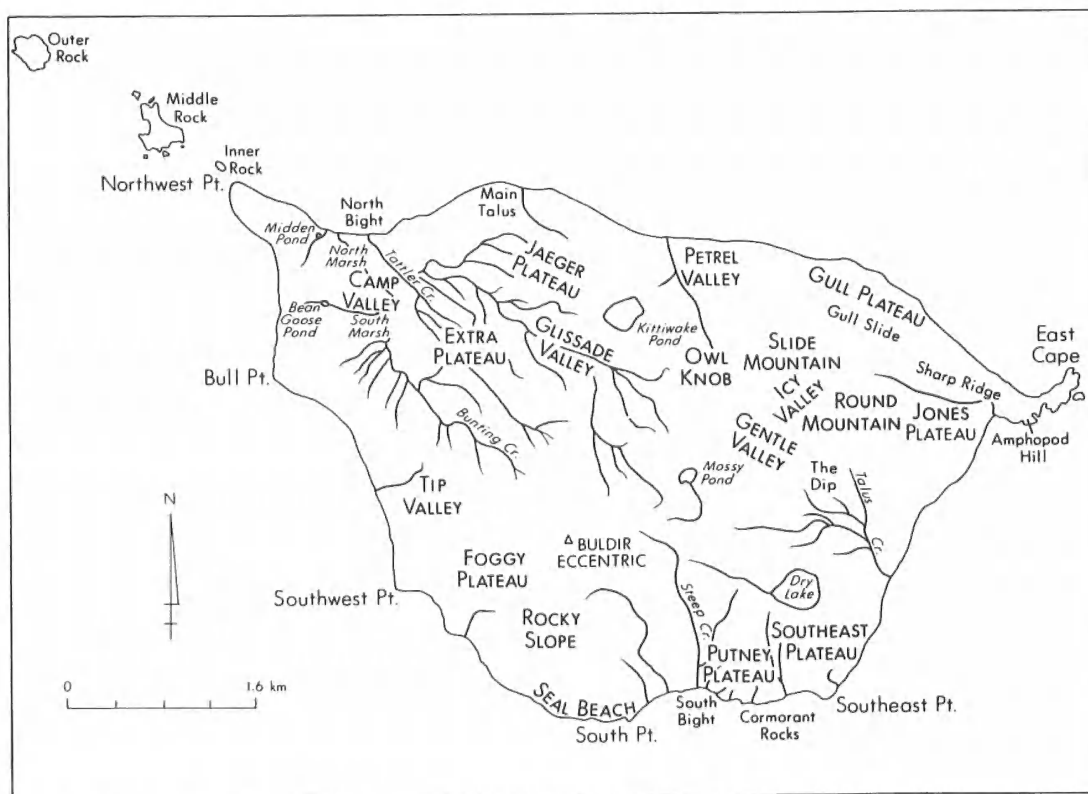 Outer
Rock
Middle
Rock
Inner
Rock
Northwest Pt.
North
Bight
Main
Talus
Midden
Pond
North
Marsh
Tattler Cr.
JAEGER
PLATEAU
PETREL
VALLEY
GULL PLATEAU
Gull Slide
CAMP
VALLEY
Bean
Goose
Pond
South
Marsh
EXTRA
PLATEAU
GLISSADE
VALLEY
Kittiwake
Pond
OWL
KNOB
SLIDE
MOUNTAIN
ICY
VALLEY
East
Cape
Sharp Ridge
Bull Pt.
ROUND
MOUNTAIN
JONES
PLATEAU
Amphopod
Hill
GENTLE
VALLEY
Bunting Cr.
Mossy
Pond
The
Dip
Talus
Cr.
TIP
VALLEY
N
BULDIR
ECCENTRIC
FOGGY
PLATEAU
Southwest Pt.
Steep Cr.
Dry
Lake
ROCKY
SLOPE
SOUTHEAST
PLATEAU
PUTNEY
PLATEAU
0 1.6 km
SEAL BEACH
South
Bight
Southeast Pt.
South Pt.
Cormorant
Rocks